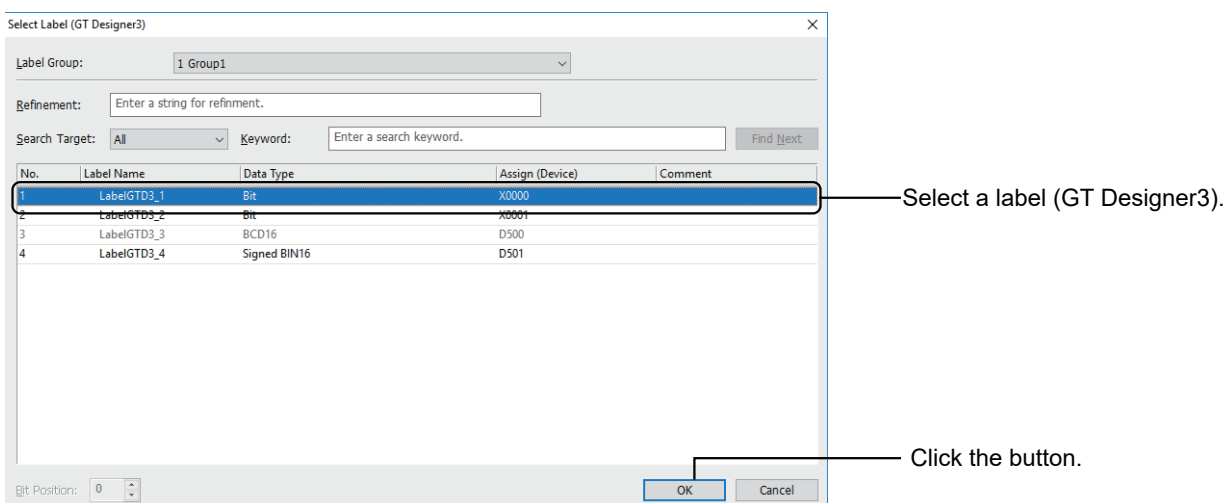 Select Label (GT Designer3)
Label Group: 1 Group1
Refinement: Enter a string for refinment.
Search Target: All Keyword: Enter a search keyword. Find Next
No. Label Name Data Type Assign (Device) Comment
1 LabelGTD3_1 Bit X0000
Select a label (GT Designer3).
2 LabelGTD3_2 Bit X0001
3 LabelGTD3_3 BCD16 D500
4 LabelGTD3_4 Signed BIN16 D501
Click the button.
Bit Position: 0 OK Cancel